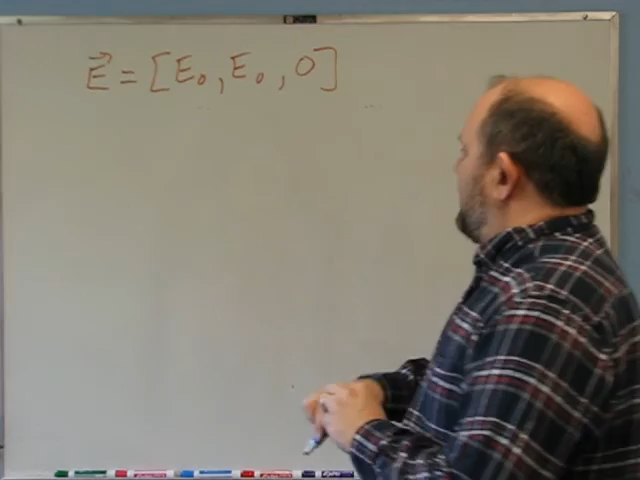 E⃗ = [E₀, E₀, 0]